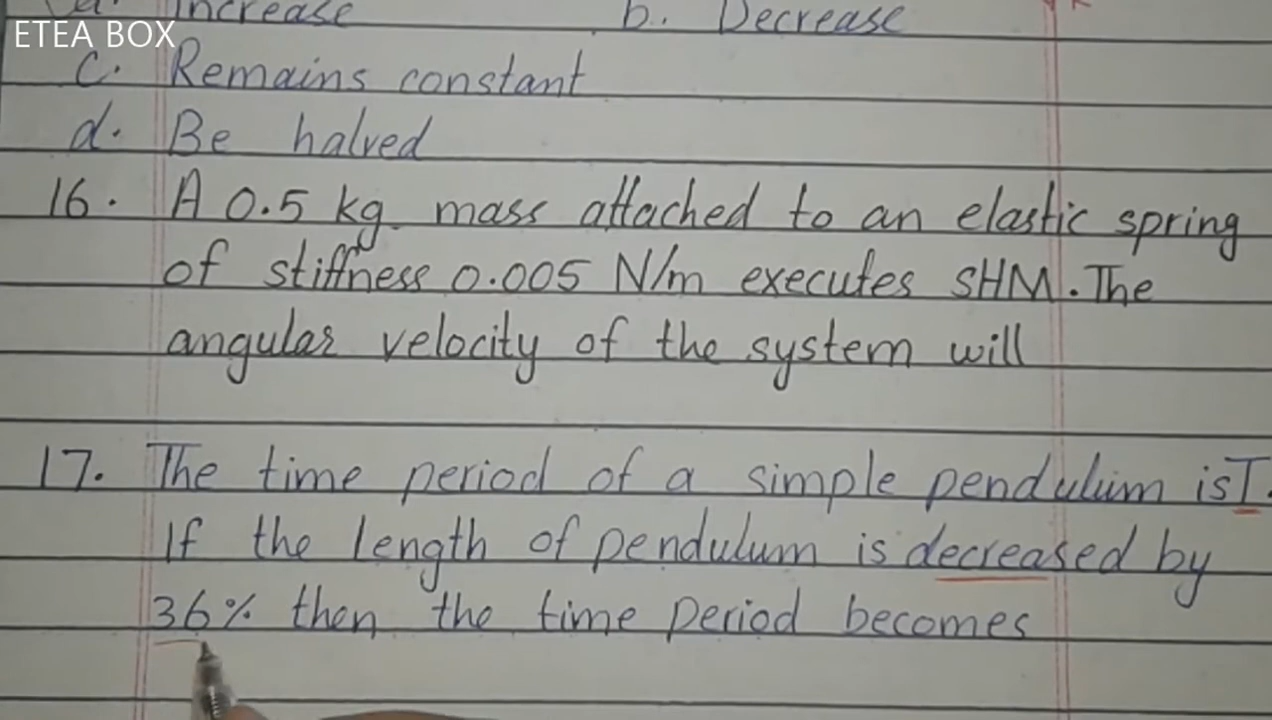 a. Increase b. Decrease
ETEA BOX
c. Remains constant
d. Be halved
16. A 0.5 kg mass attached to an elastic spring
of stiffness 0.005 N/m executes SHM. The
angular velocity of the system will
17. The time period of a simple pendulum is T.
If the length of pendulum is decreased by
36% then the time period becomes